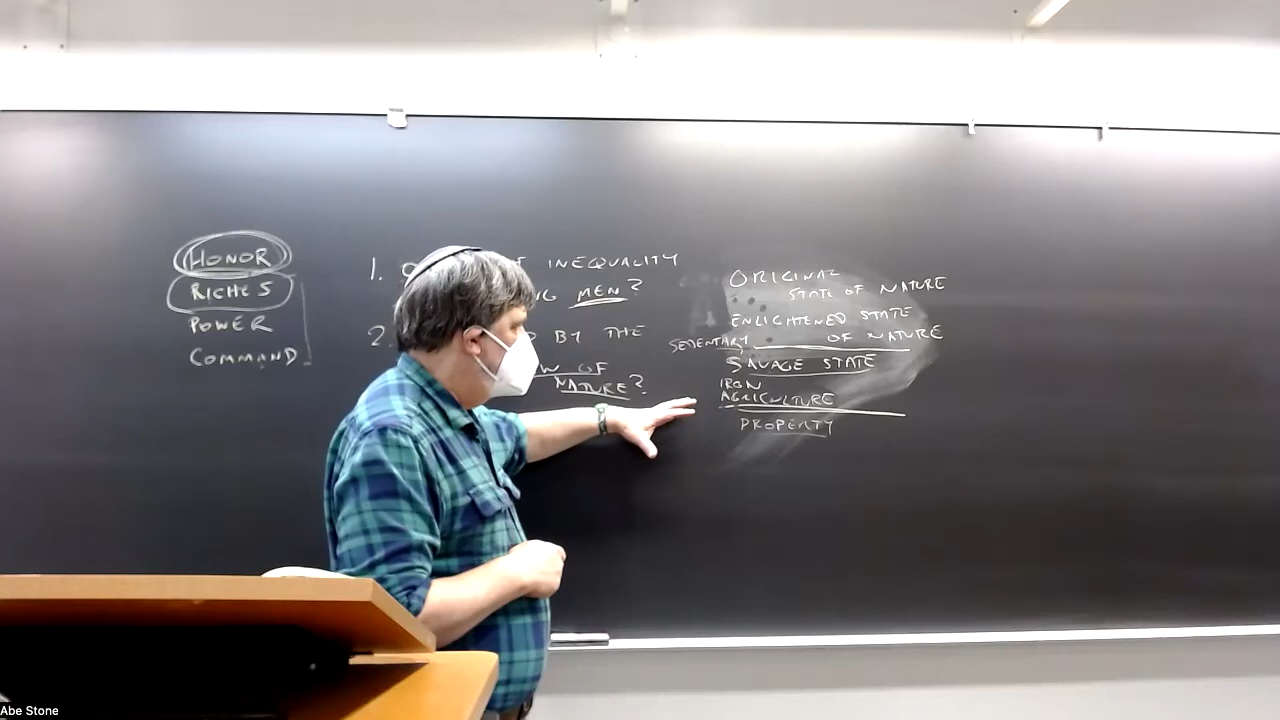 HONOR
RICHES
POWER
COMMAND
1. INEQUALITY
MEN?
2. BY THE
OF
NATURE?
ORIGINAL
STATE OF NATURE
ENLIGHTENED STATE
OF NATURE
SEDENTARY
SAVAGE STATE
IRON
AGRICULTURE
PROPERTY
Abe Stone